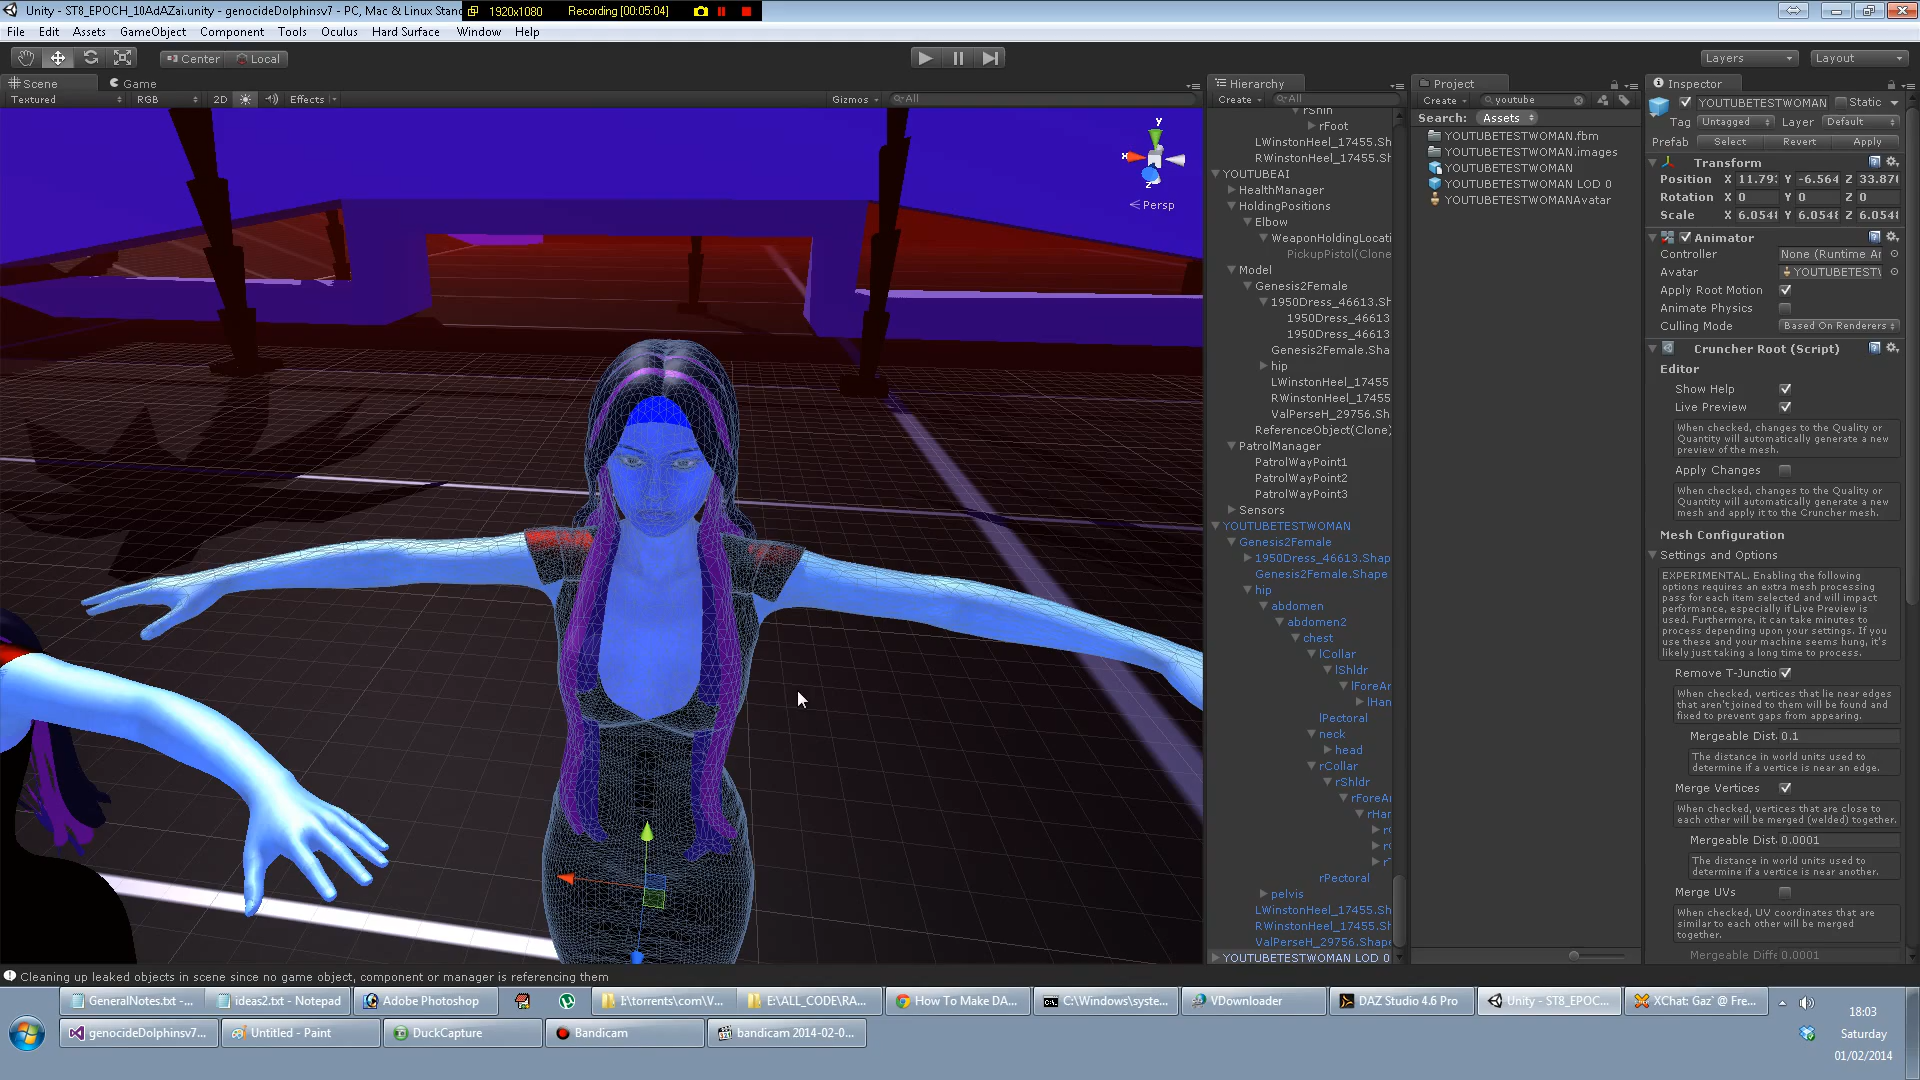 Unity - ST8_EPOCH_10AdAZai.unity - genocideDolphinsv7 - PC, Mac & Linux Stand
1920x1080 Recording [00:05:04]
File Edit Assets GameObject Component Tools Oculus Hard Surface Window Help
Center Local Layers Layout
Scene Game
Textured RGB 2D Effects Gizmos All
y
x
z
Persp
Hierarchy
Create All
rShin
rFoot
LWinstonHeel_17455.Sh
RWinstonHeel_17455.Sh
YOUTUBEAI
HealthManager
HoldingPositions
Elbow
WeaponHoldingLocati
PickupPistol(Clone
Model
Genesis2Female
1950Dress_46613.Sh
1950Dress_46613
1950Dress_46613
Genesis2Female.Sha
hip
LWinstonHeel_17455
RWinstonHeel_17455
ValPerseH_29756.Sh
ReferenceObject(Clone)
PatrolManager
PatrolWayPoint1
PatrolWayPoint2
PatrolWayPoint3
Sensors
YOUTUBETESTWOMAN
Genesis2Female
1950Dress_46613.Shap
Genesis2Female.Shape
hip
abdomen
abdomen2
chest
lCollar
lShldr
lForeAr
lHan
lPectoral
neck
head
rCollar
rShldr
rForeAr
rHar
rPectoral
pelvis
LWinstonHeel_17455.Sh
RWinstonHeel_17455.Sh
ValPerseH_29756.Shape
YOUTUBETESTWOMAN LOD 0
Project
Create youtube
Search: Assets
YOUTUBETESTWOMAN.fbm
YOUTUBETESTWOMAN.images
YOUTUBETESTWOMAN
YOUTUBETESTWOMAN LOD 0
YOUTUBETESTWOMANAvatar
Inspector
YOUTUBETESTWOMAN Static
Tag Untagged Layer Default
Prefab Select Revert Apply
Transform
Position X 11.793 Y -6.564 Z 33.870
Rotation X 0 Y 0 Z 0
Scale X 6.0548 Y 6.0548 Z 6.0548
Animator
Controller None (Runtime Ar
Avatar YOUTUBETESTW
Apply Root Motion
Animate Physics
Culling Mode Based On Renderers
Cruncher Root (Script)
Editor
Show Help
Live Preview
When checked, changes to the Quality or
Quantity will automatically generate a new
preview of the mesh.
Apply Changes
When checked, changes to the Quality or
Quantity will automatically generate a new
mesh and apply it to the Cruncher mesh.
Mesh Configuration
Settings and Options
EXPERIMENTAL. Enabling the following
options requires an extra mesh processing
pass for each item selected and will impact
performance, especially if Live Preview is
used. Furthermore, it can take minutes to
process depending upon your settings. If you
use these and your machine seems hung, it's
likely just taking a long time to process.
Remove T-Junctio
When checked, vertices that lie near edges
that aren't joined to them will be found and
fixed to prevent gaps from appearing.
Mergeable Dist 0.1
The distance in world units used to
determine if a vertice is near an edge.
Merge Vertices
When checked, vertices that are close to
each other will be merged (welded) together.
Mergeable Dist 0.0001
The distance in world units used to
determine if a vertice is near another.
Merge UVs
When checked, UV coordinates that are
similar to each other will be merged
together.
Mergeable Diffe 0.0001
Cleaning up leaked objects in scene since no game object, component or manager is referencing them
GeneralNotes.txt -... ideas2.txt - Notepad Adobe Photoshop I:\torrents\com\V... E:\ALL_CODE\RA... How To Make DA... C:\Windows\syste... VDownloader DAZ Studio 4.6 Pro Unity - ST8_EPOC... XChat: Gaz` @ Fre...
genocideDolphinsv7... Untitled - Paint DuckCapture Bandicam bandicam 2014-02-0...
18:03
Saturday
01/02/2014